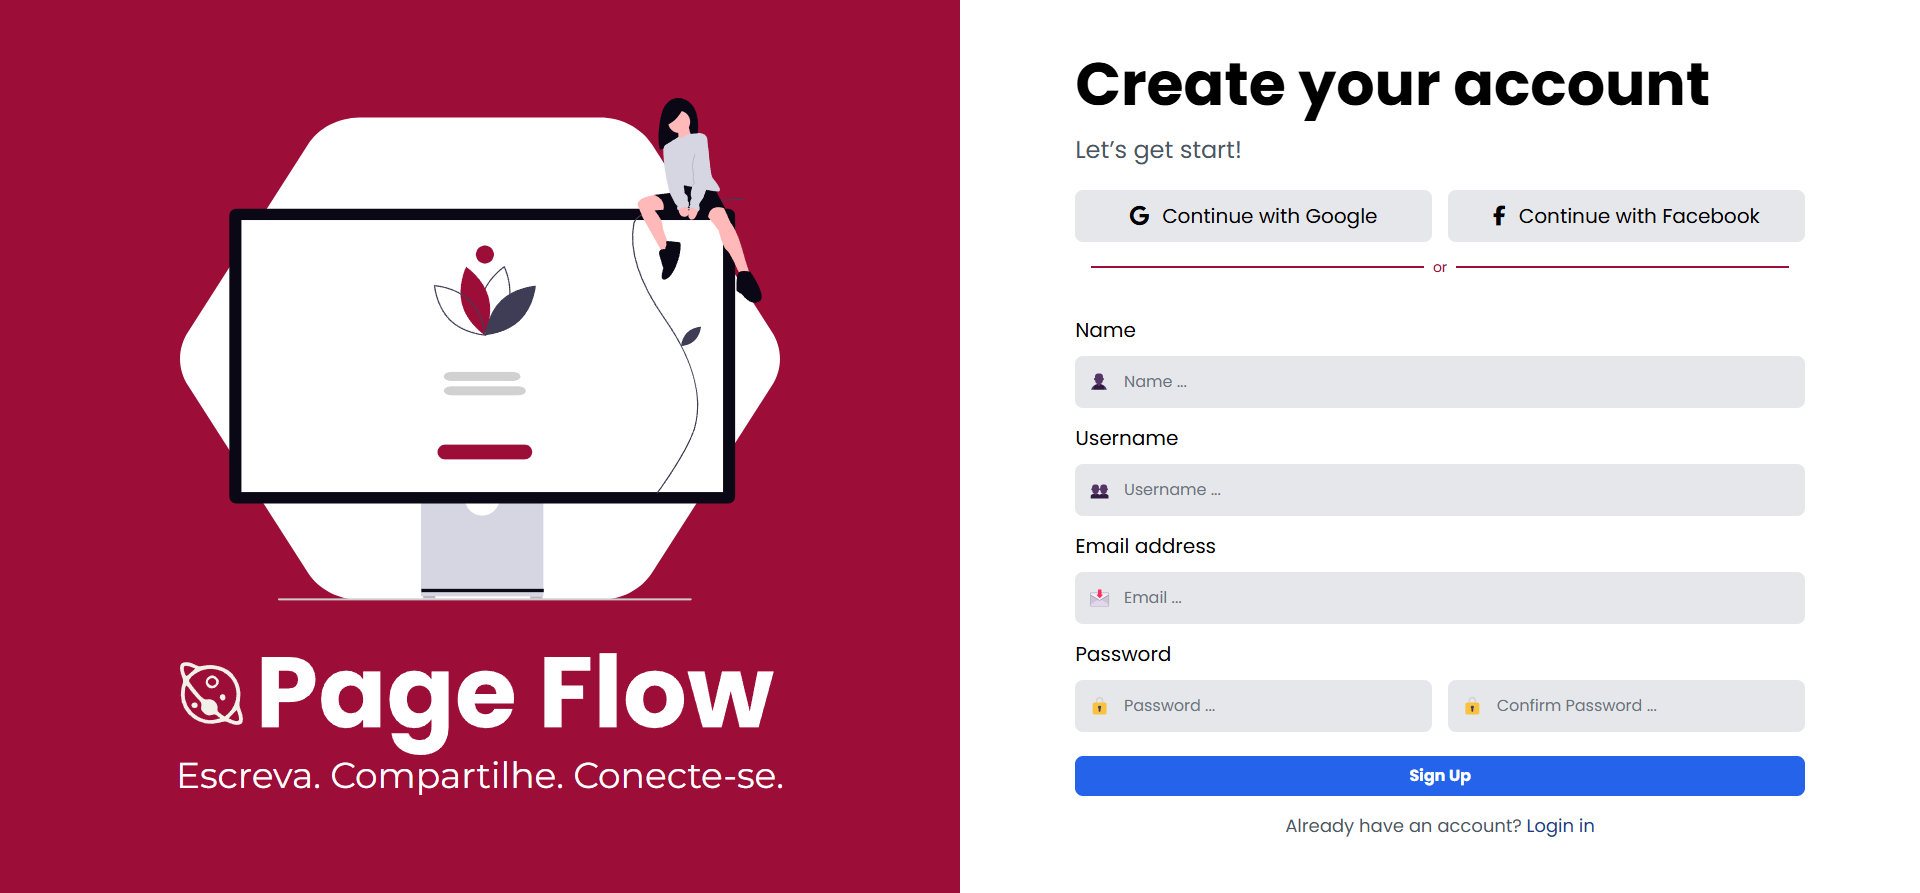 Page Flow
Escreva. Compartilhe. Conecte-se.
Create your account
Let’s get start!
Continue with Google
Continue with Facebook
or
Name
Name ...
Username
Username ...
Email address
Email ...
Password
Password ...
Confirm Password ...
Sign Up
Already have an account? Login in